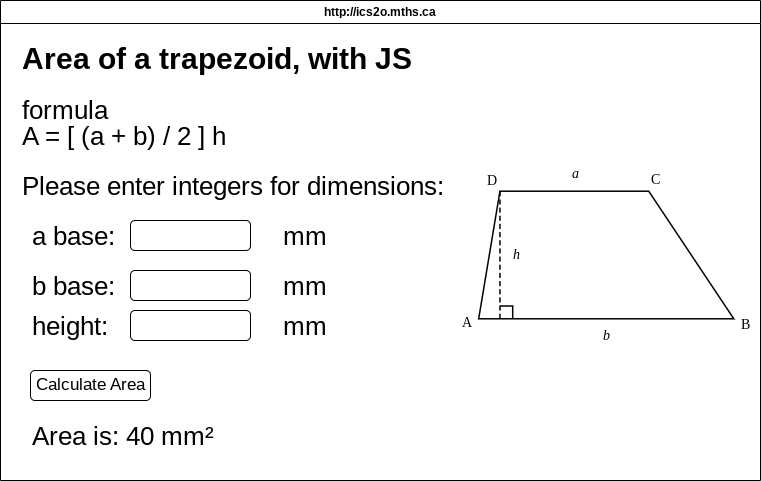 http://ics2o.mths.ca
Area of a trapezoid, with JS
formula
A = [ (a + b) / 2 ] h
Please enter integers for dimensions:
a base: mm
b base: mm
height: mm
Calculate Area
Area is: 40 mm²
D a C
h
A b B